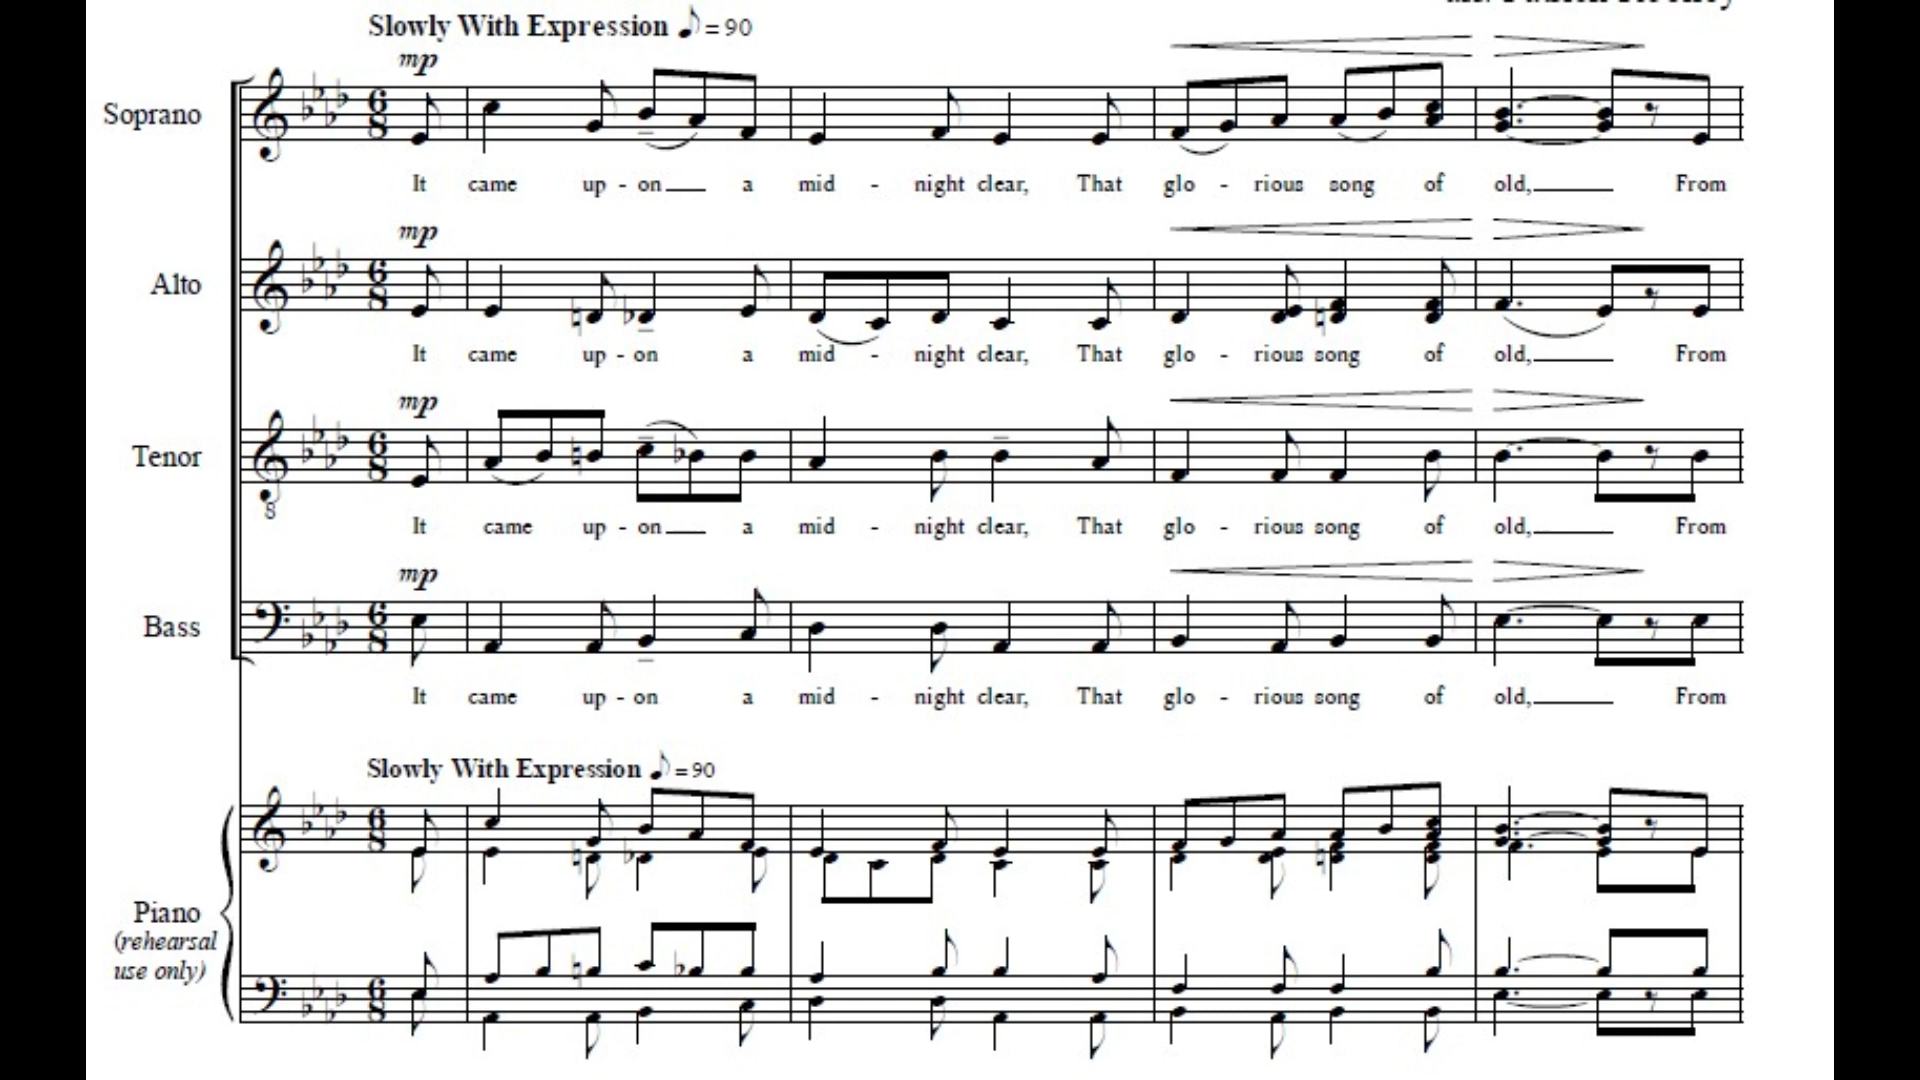 Slowly With Expression ♪ = 90
mp
Soprano
It came up - on a mid - night clear, That glo - rious song of old, From
mp
Alto
It came up - on a mid - night clear, That glo - rious song of old, From
mp
Tenor
8
It came up - on a mid - night clear, That glo - rious song of old, From
mp
Bass
It came up - on a mid - night clear, That glo - rious song of old, From
Slowly With Expression ♪ = 90
Piano
(rehearsal
use only)